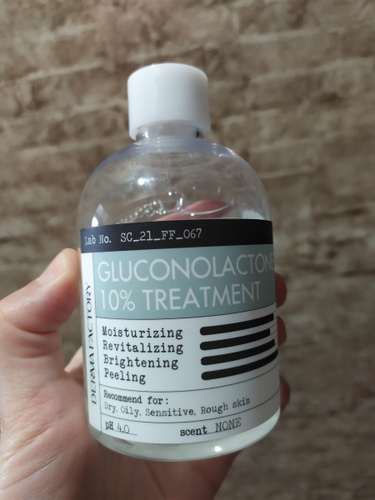 Lab No. SC_21_FF_067
GLUCONOLACTONE
10% TREATMENT
DERMA FACTORY
Moisturizing
Revitalizing
Brightening
Peeling
Recommend for:
Dry, Oily, Sensitive, Rough skin
pH 4.0
scent NONE